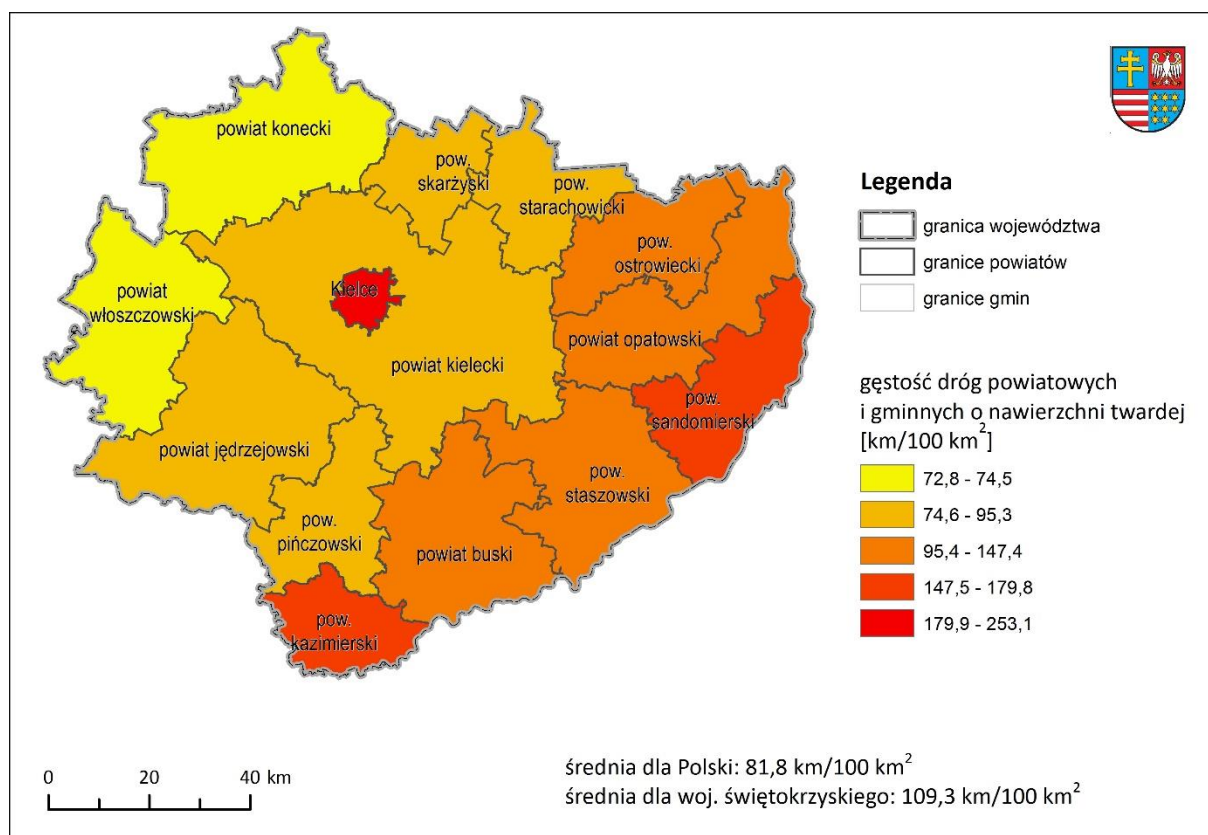 powiat konecki
pow.
skarżyski
pow.
starachowicki
pow.
ostrowiecki
powiat
włoszczowski
Kielce
powiat opatowski
powiat kielecki
pow.
sandomierski
powiat jędrzejowski
pow.
staszowski
pow.
pińczowski
powiat buski
pow.
kazimierski
Legenda
granica województwa
granice powiatów
granice gmin
gęstość dróg powiatowych
i gminnych o nawierzchni twardej
[km/100 km²]
72,8 - 74,5
74,6 - 95,3
95,4 - 147,4
147,5 - 179,8
179,9 - 253,1
0 20 40 km
średnia dla Polski: 81,8 km/100 km²
średnia dla woj. świętokrzyskiego: 109,3 km/100 km²